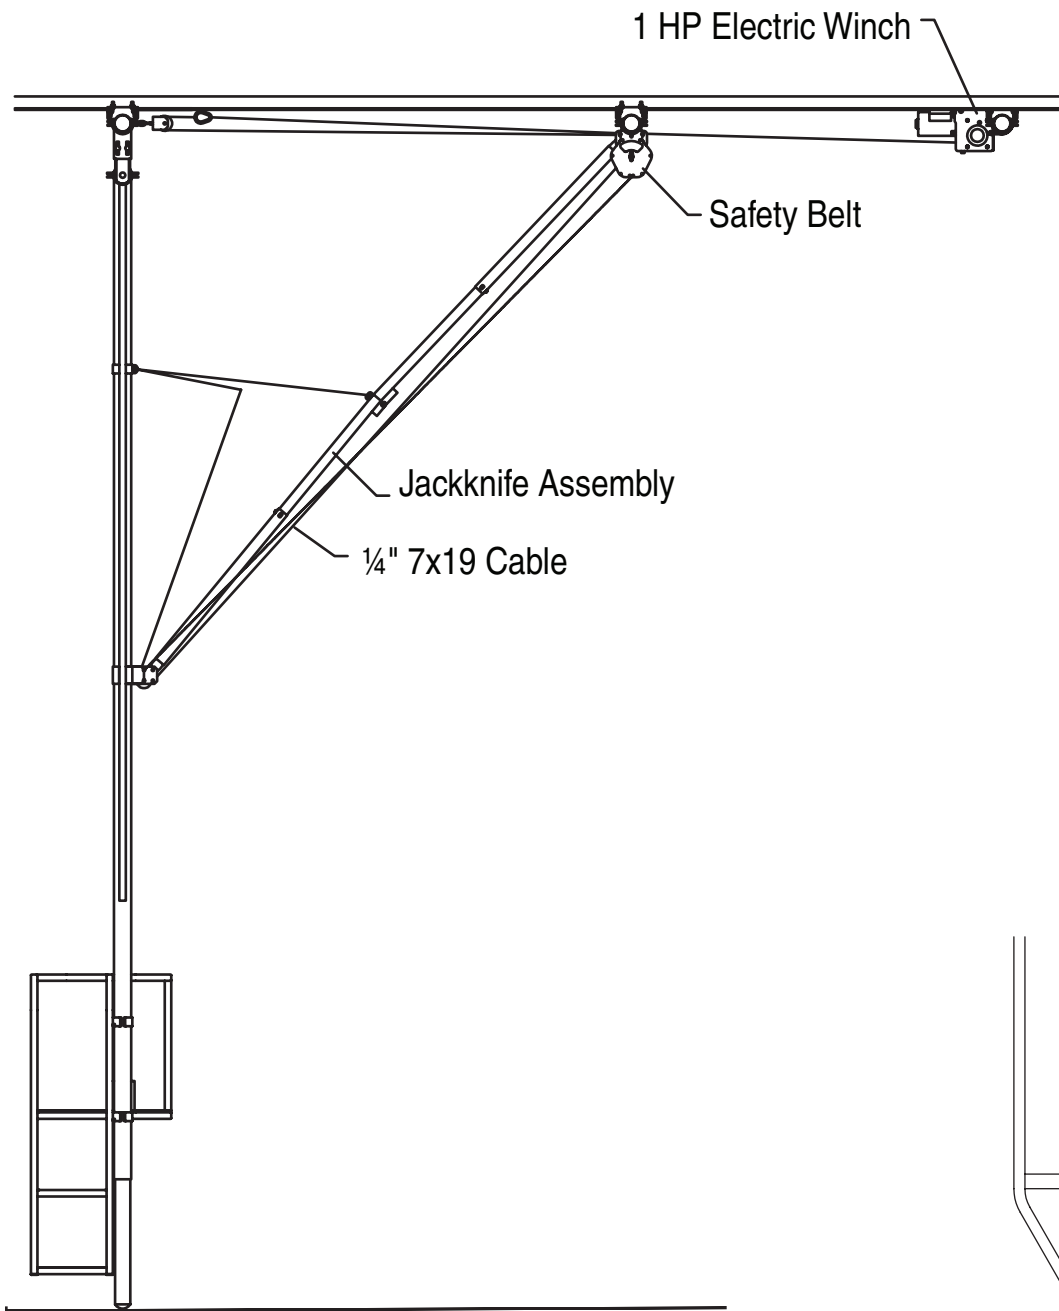 1 HP Electric Winch
Safety Belt
Jackknife Assembly
¼" 7x19 Cable